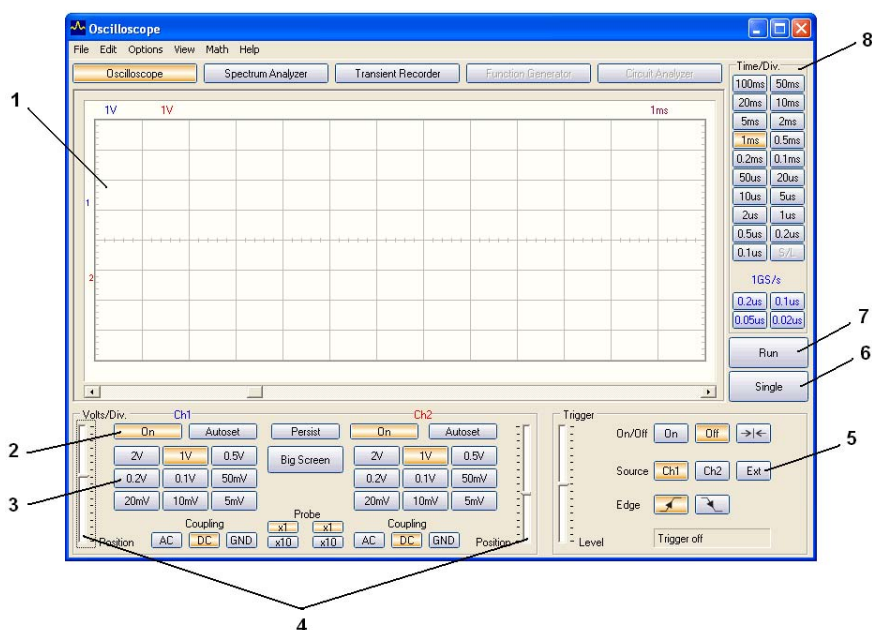 Oscilloscope
File Edit Options View Math Help
Oscilloscope Spectrum Analyzer Transient Recorder Function Generator Circuit Analyzer
1V 1V 1ms
1
2
Time/Div.
100ms 50ms
20ms 10ms
5ms 2ms
1ms 0.5ms
0.2ms 0.1ms
50us 20us
10us 5us
2us 1us
0.5us 0.2us
0.1us S/L
1GS/s
0.2us 0.1us
0.05us 0.02us
Run
Single
Volts/Div. Ch1 Ch2
On Autoset Persist On Autoset
2V 1V 0.5V Big Screen 2V 1V 0.5V
0.2V 0.1V 50mV 0.2V 0.1V 50mV
20mV 10mV 5mV 20mV 10mV 5mV
Coupling Probe Coupling
x1 x1
Position AC DC GND x10 x10 AC DC GND Position
Trigger
On/Off On Off
Source Ch1 Ch2 Ext
Edge
Level Trigger off
1
2
3
4
5
6
7
8